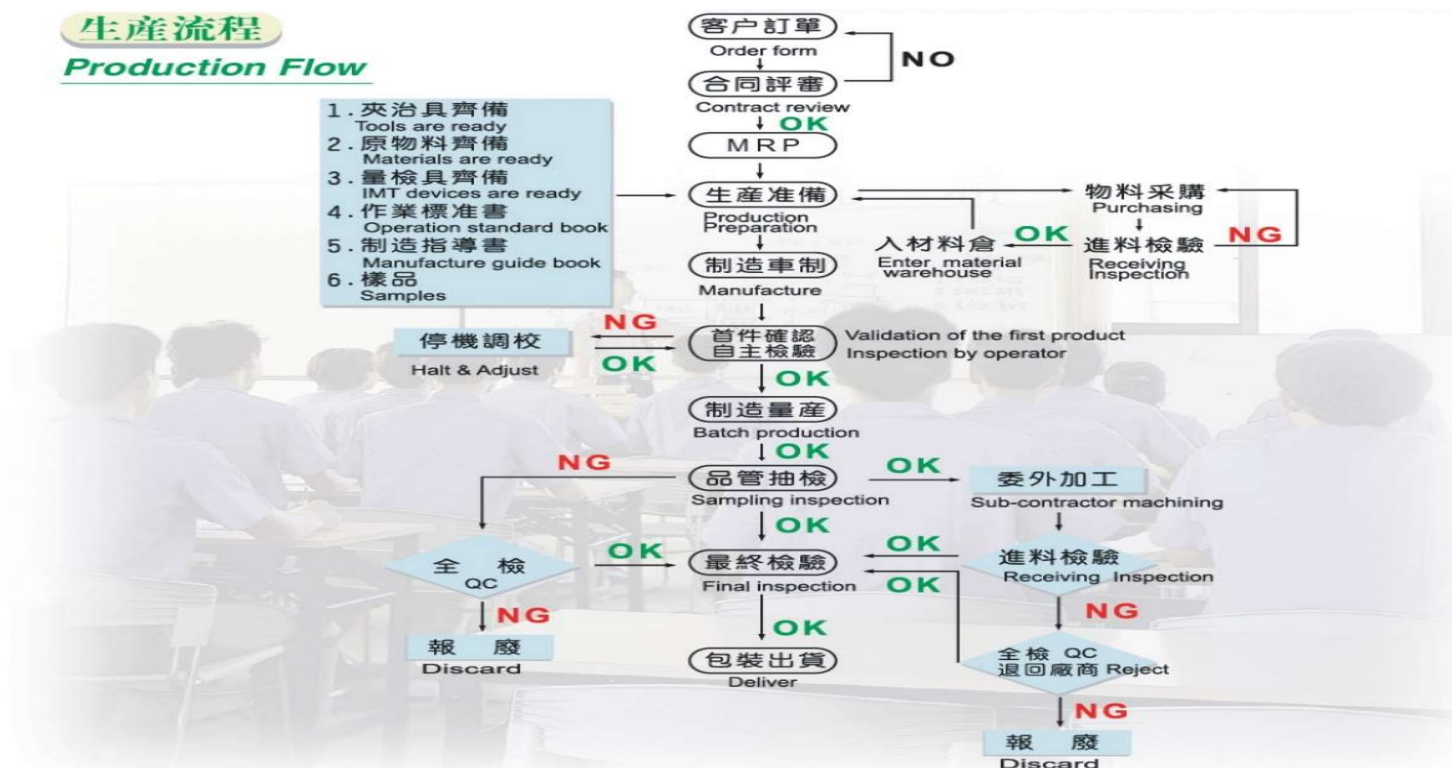 生産流程
Production Flow
客户訂單
Order form
NO
合同評審
Contract review
OK
MRP
1.夾治具齊備
Tools are ready
2.原物料齊備
Materials are ready
3.量檢具齊備
IMT devices are ready
4.作業標准書
Operation standard book
5.制造指導書
Manufacture guide book
6.樣品
Samples
生産准備
Production
Preparation
物料采購
Purchasing
入材料倉
Enter material
warehouse
OK
進料檢驗
Receiving
Inspection
NG
制造車制
Manufacture
停機調校
Halt & Adjust
NG
OK
首件確認
自主檢驗
Validation of the first product
Inspection by operator
OK
制造量産
Batch production
OK
NG
品管抽檢
Sampling inspection
OK
委外加工
Sub-contractor machining
OK
全 檢
QC
OK
最終檢驗
Final inspection
OK
OK
進料檢驗
Receiving Inspection
NG
NG
報 廢
Discard
OK
包裝出貨
Deliver
全檢 QC
退回廠商 Reject
NG
報 廢
Discard